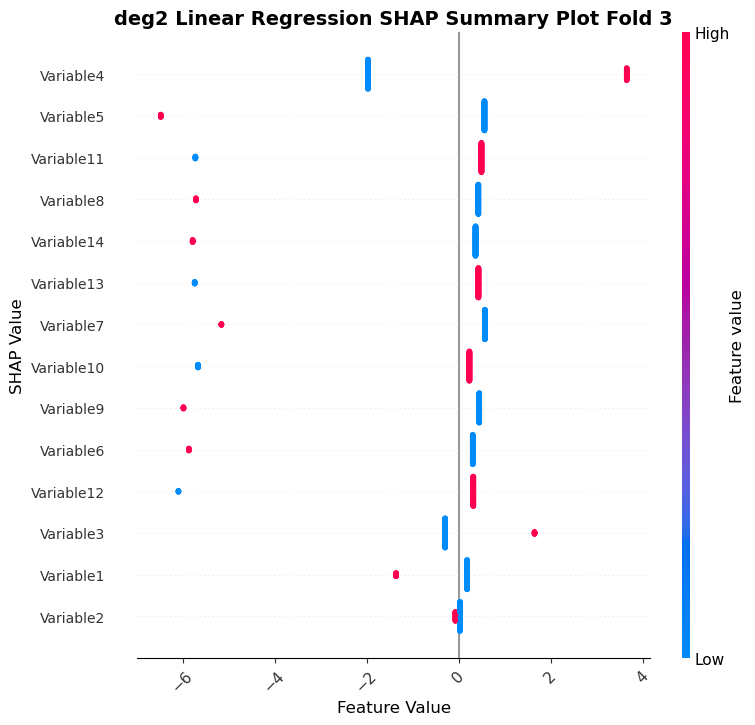 deg2 Linear Regression SHAP Summary Plot Fold 3
High
Variable4
Variable5
Variable11
Variable8
Variable14
Variable13
Variable7
Variable10
Variable9
Variable6
Variable12
Variable3
Variable1
Variable2
SHAP Value
Feature value
Low
−6 −4 −2 0 2 4
Feature Value